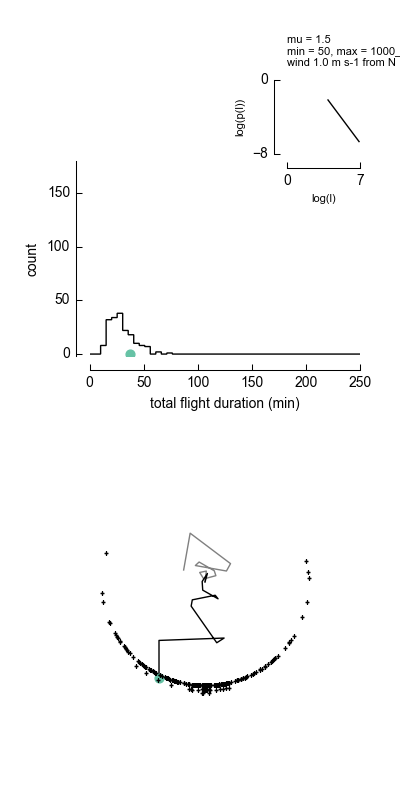 mu = 1.5
min = 50, max = 1000_
wind 1.0 m s-1 from N
0
log(p(l))
−8
0
7
log(l)
150
100
50
0
count
0
50
100
150
200
250
total flight duration (min)